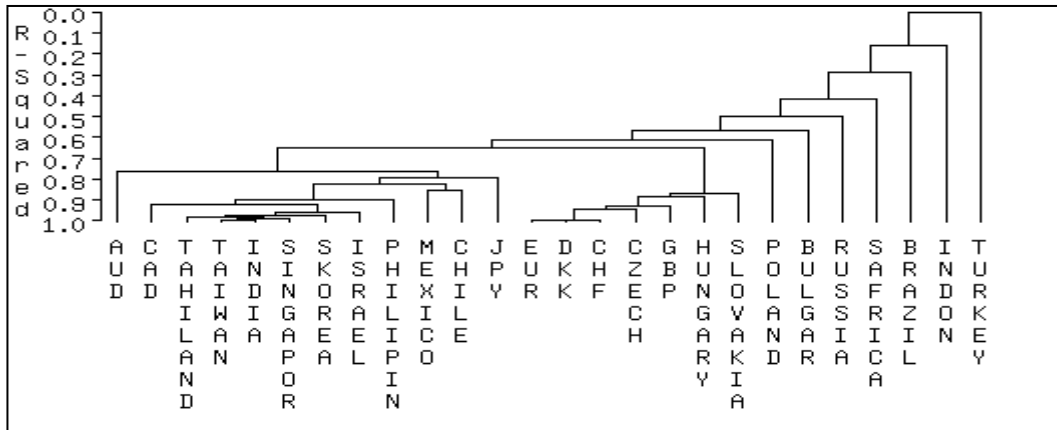 R-Squared
0.0
0.1
0.2
0.3
0.4
0.5
0.6
0.7
0.8
0.9
1.0
AUD
CAD
TAHILAND
TAIWAN
INDIA
SINGAPOR
SKOREA
ISRAEL
PHILIPIN
MEXICO
CHILE
JPY
EUR
DKK
CHF
CZECH
GBP
HUNGARY
SLOVAKIA
POLAND
BULGAR
RUSSIA
SAFRICA
BRAZIL
INDON
TURKEY